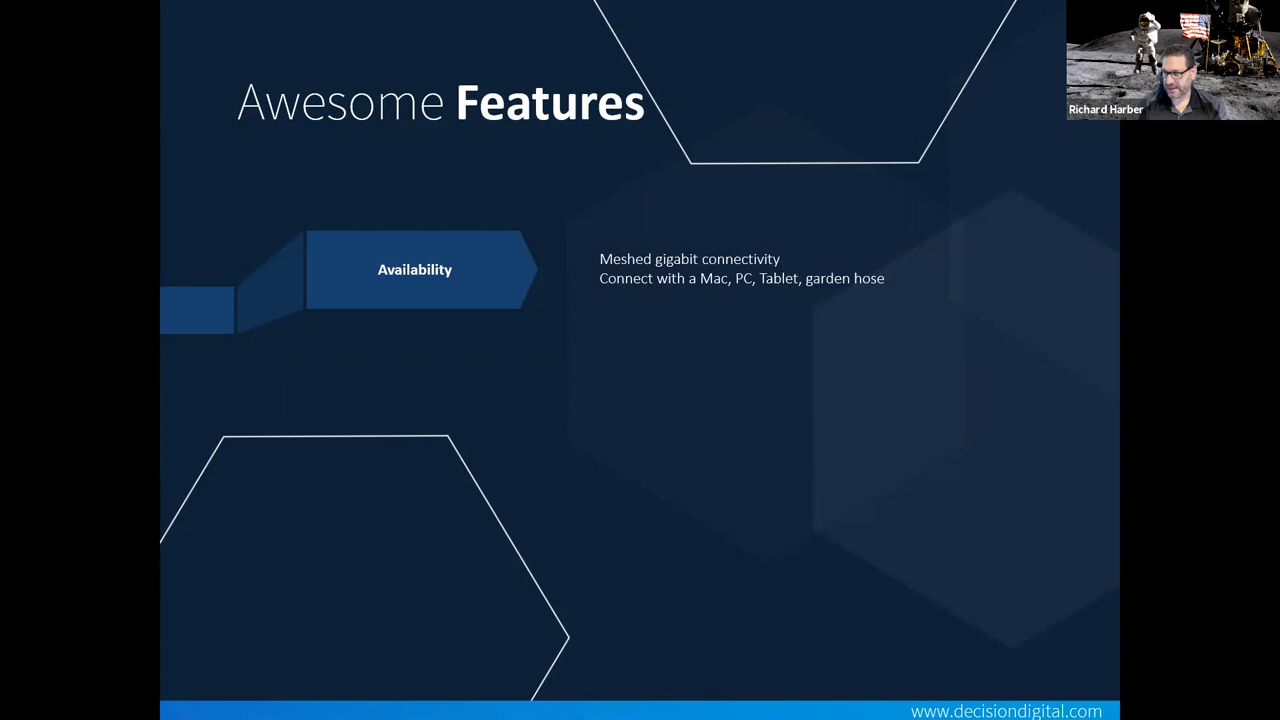 Awesome Features
Richard Harber
Availability
Meshed gigabit connectivity
Connect with a Mac, PC, Tablet, garden hose
www.decisiondigital.com